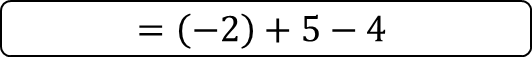 = (−2) + 5 − 4